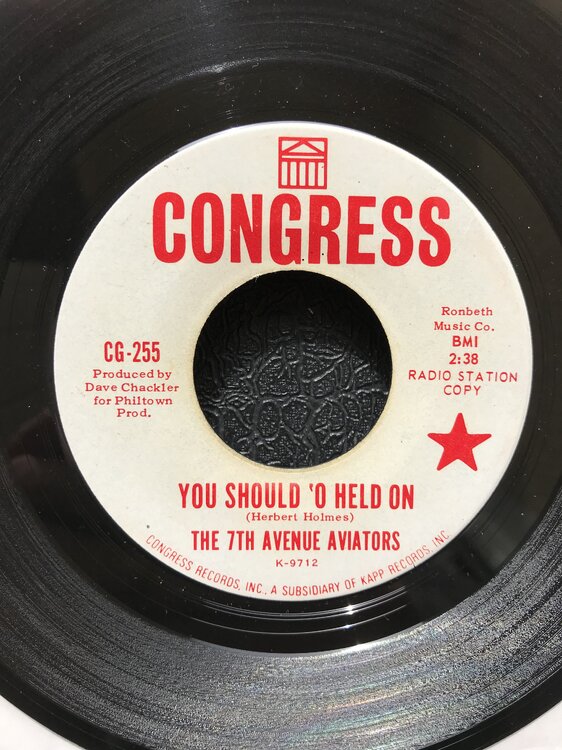 CONGRESS
CG-255
Produced by
Dave Chackler
for Philtown
Prod.
Ronbeth
Music Co.
BMI
2:38
RADIO STATION
COPY
YOU SHOULD 'O HELD ON
(Herbert Holmes)
THE 7TH AVENUE AVIATORS
K-9712
CONGRESS RECORDS, INC., A SUBSIDIARY OF KAPP RECORDS, INC